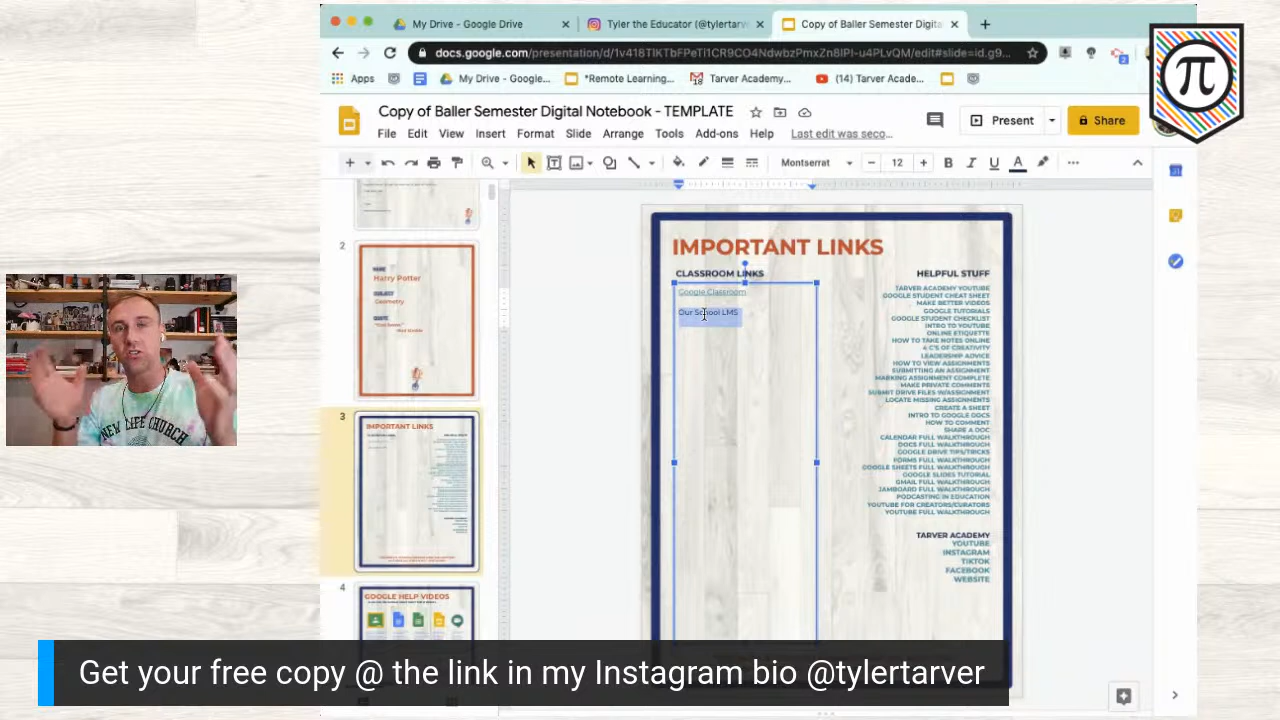 My Drive - Google Drive
Tyler the Educator (@tylertarv
Copy of Baller Semester Digita
docs.google.com/presentation/d/
Apps
My Drive - Google...
*Remote Learning...
Tarver Academy...
(14) Tarver Acade...
Copy of Baller Semester Digital Notebook - TEMPLATE
Present
Share
File Edit View Insert Format Slide Arrange Tools Add-ons Help Last edit was seco...
Montserrat
12
B I U A
2
Harry Potter
Geometry
3
IMPORTANT LINKS
4
GOOGLE HELP VIDEOS
IMPORTANT LINKS
CLASSROOM LINKS
Google Classroom
Our School LMS
HELPFUL STUFF
TARVER ACADEMY YOUTUBE
GOOGLE STUDENT CHEAT SHEET
MAKE BETTER VIDEOS
GOOGLE TUTORIALS
GOOGLE STUDENT CHECKLIST
INTRO TO YOUTUBE
ONLINE ETIQUETTE
HOW TO TAKE NOTES ONLINE
4 C'S OF CREATIVITY
LEADERSHIP ADVICE
HOW TO VIEW ASSIGNMENTS
SUBMITTING AN ASSIGNMENT
MARKING ASSIGNMENT COMPLETE
MAKE PRIVATE COMMENTS
SUBMIT DRIVE FILES IN/ASSIGNMENT
LOCATE MISSING ASSIGNMENTS
CREATE A SHEET
INTRO TO GOOGLE DOCS
HOW TO COMMENT
SHARE A DOC
CALENDAR FULL WALKTHROUGH
DOCS FULL WALKTHROUGH
GOOGLE DRIVE TIPS/TRICKS
FORMS FULL WALKTHROUGH
GOOGLE SHEETS FULL WALKTHROUGH
GOOGLE SLIDES TUTORIAL
GMAIL FULL WALKTHROUGH
JAMBOARD FULL WALKTHROUGH
PODCASTING IN EDUCATION
YOUTUBE FOR CREATORS/CURATORS
YOUTUBE FULL WALKTHROUGH
TARVER ACADEMY
YOUTUBE
INSTAGRAM
TIKTOK
FACEBOOK
WEBSITE
π
NEW LIFE CHURCH
Get your free copy @ the link in my Instagram bio @tylertarver